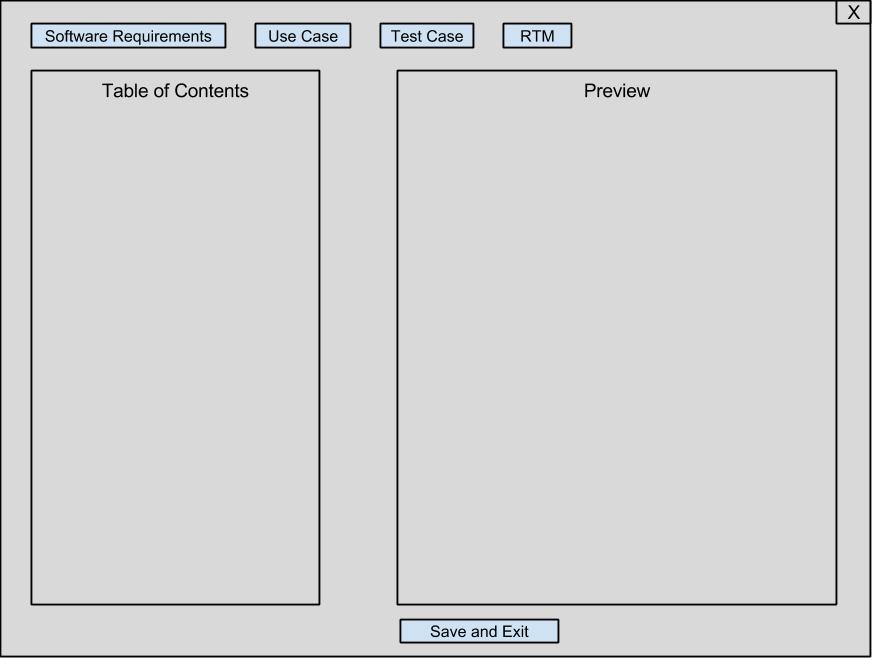 X
Software Requirements
Use Case
Test Case
RTM
Table of Contents
Preview
Save and Exit